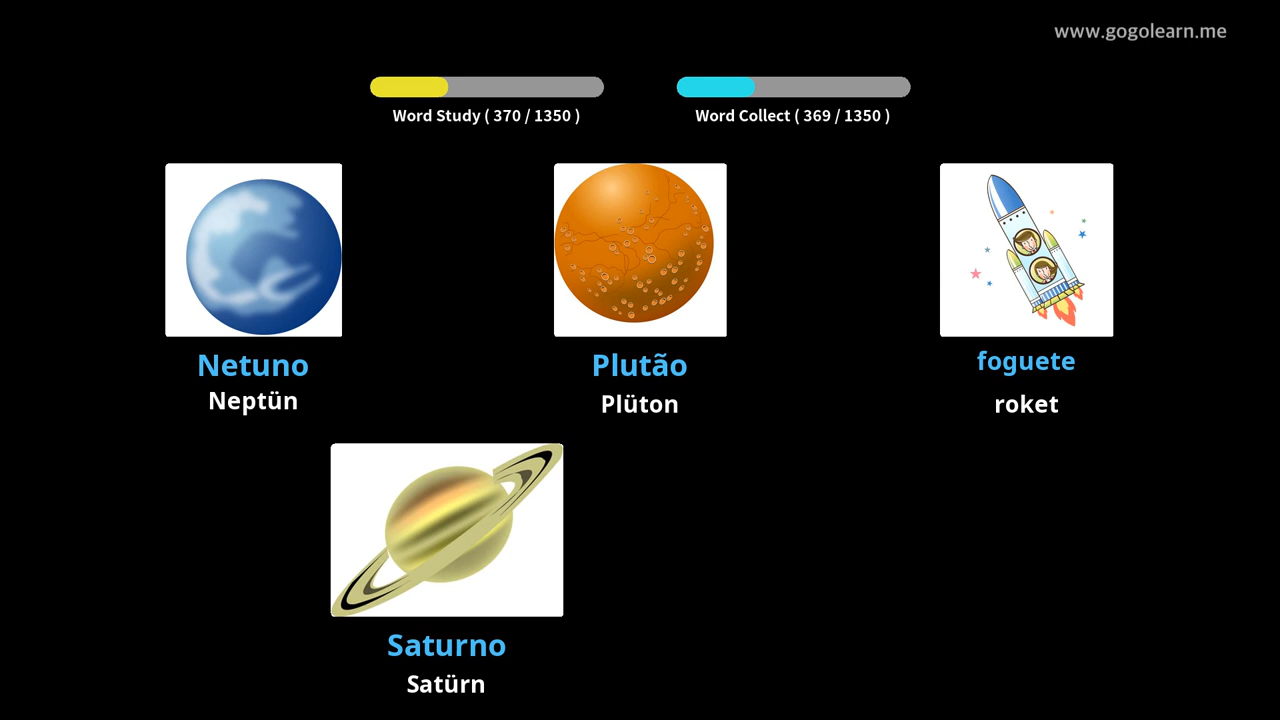 www.gogolearn.me
Word Study ( 370 / 1350 )
Word Collect ( 369 / 1350 )
Netuno
Neptün
Plutão
Plüton
foguete
roket
Saturno
Satürn